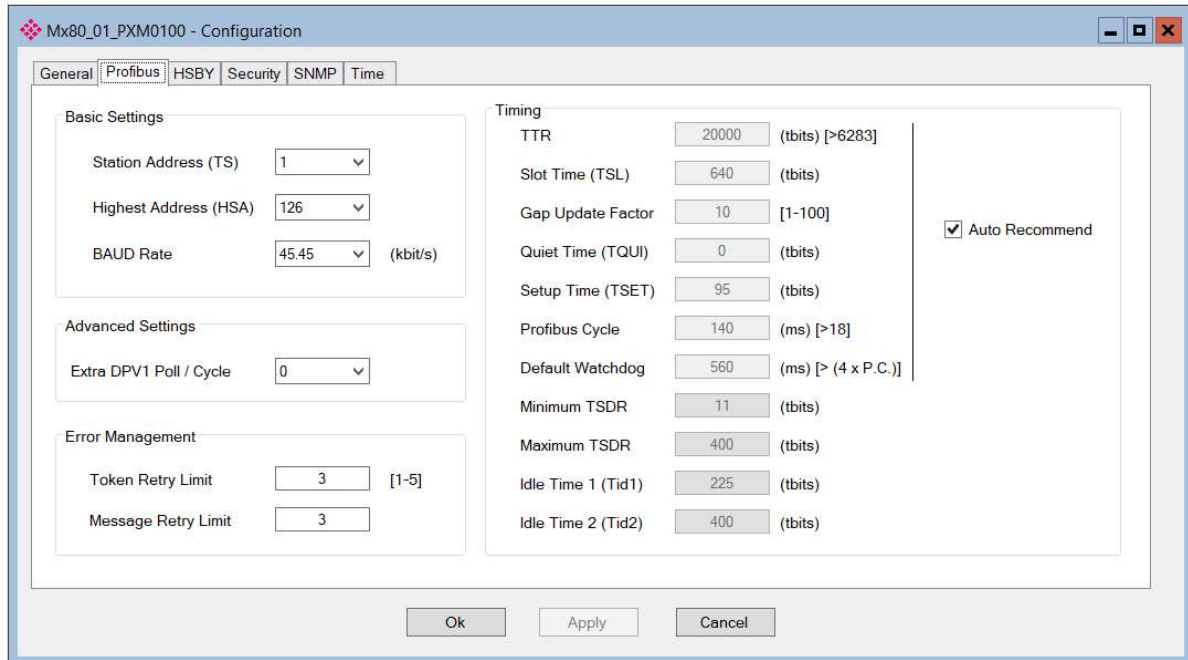 Mx80_01_PXM0100 - Configuration
General Profibus HSBY Security SNMP Time
Basic Settings
Station Address (TS) 1
Highest Address (HSA) 126
BAUD Rate 45.45 (kbit/s)
Advanced Settings
Extra DPV1 Poll / Cycle 0
Error Management
Token Retry Limit 3 [1-5]
Message Retry Limit 3
Timing
TTR 20000 (tbits) [>6283]
Slot Time (TSL) 640 (tbits)
Gap Update Factor 10 [1-100]
Quiet Time (TQUI) 0 (tbits)
Setup Time (TSET) 95 (tbits)
Profibus Cycle 140 (ms) [>18]
Default Watchdog 560 (ms) [> (4 x P.C.)]
Minimum TSDR 11 (tbits)
Maximum TSDR 400 (tbits)
Idle Time 1 (Tid1) 225 (tbits)
Idle Time 2 (Tid2) 400 (tbits)
Auto Recommend
Ok Apply Cancel